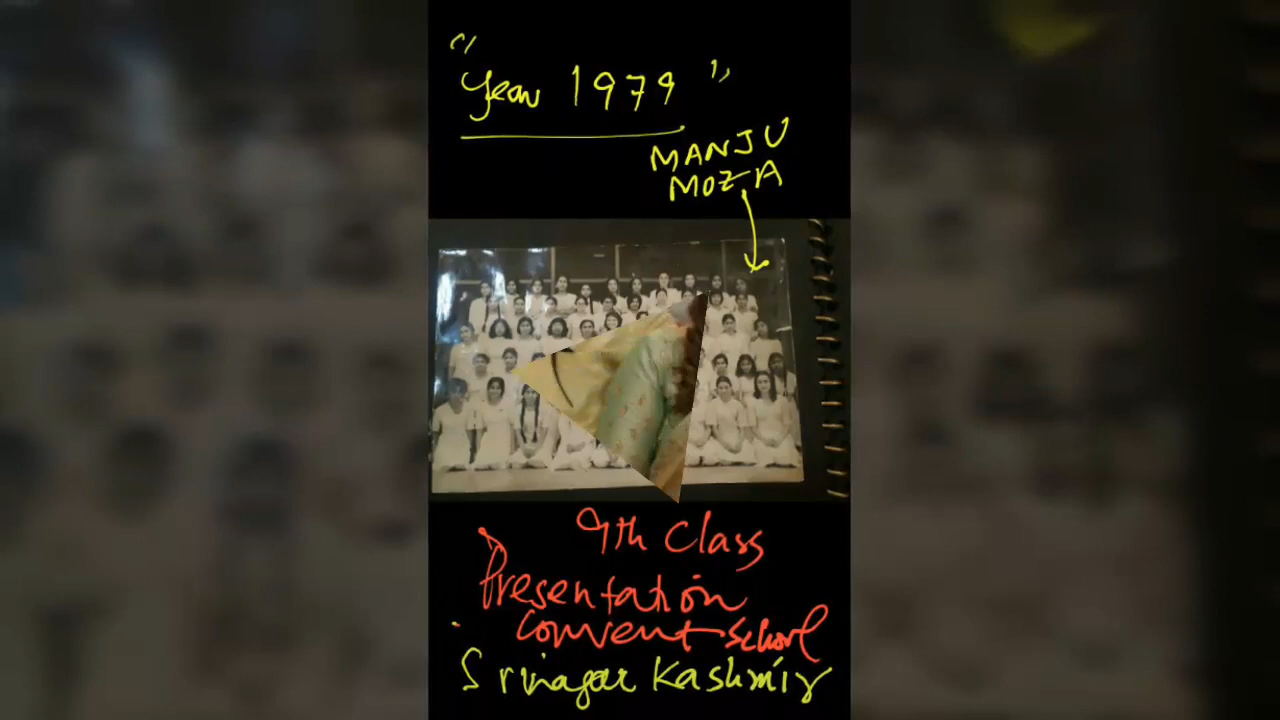 "Year 1979"
MANJU
MOZA
9th Class
Presentation
Convent School
Srinagar Kashmir